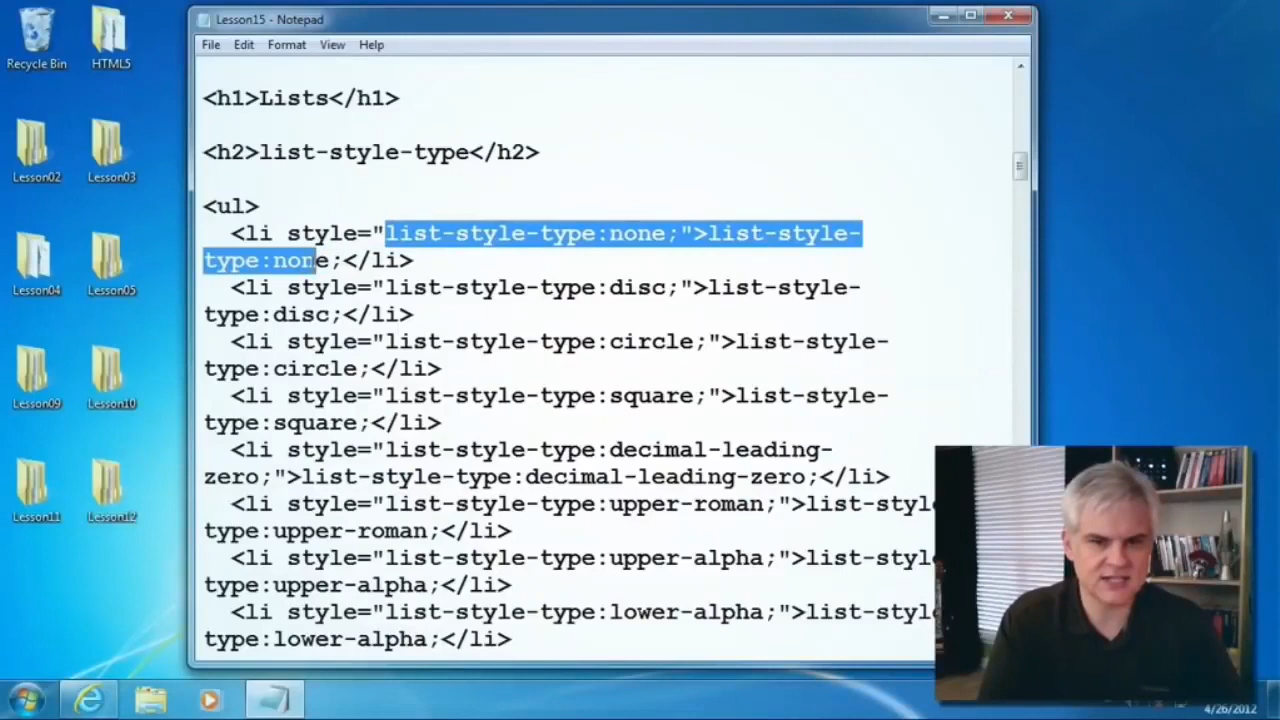 Lesson15 - Notepad
File Edit Format View Help
Recycle Bin
HTML5
Lesson02
Lesson03
Lesson04
Lesson05
Lesson09
Lesson10
Lesson11
Lesson12
<h1>Lists</h1>
<h2>list-style-type</h2>
<ul>
<li style="list-style-type:none;">list-style-
type:none;</li>
<li style="list-style-type:disc;">list-style-
type:disc;</li>
<li style="list-style-type:circle;">list-style-
type:circle;</li>
<li style="list-style-type:square;">list-style-
type:square;</li>
<li style="list-style-type:decimal-leading-
zero;">list-style-type:decimal-leading-zero;</li>
<li style="list-style-type:upper-roman;">list-style
type:upper-roman;</li>
<li style="list-style-type:upper-alpha;">list-style
type:upper-alpha;</li>
<li style="list-style-type:lower-alpha;">list-style
type:lower-alpha;</li>
4/26/2012